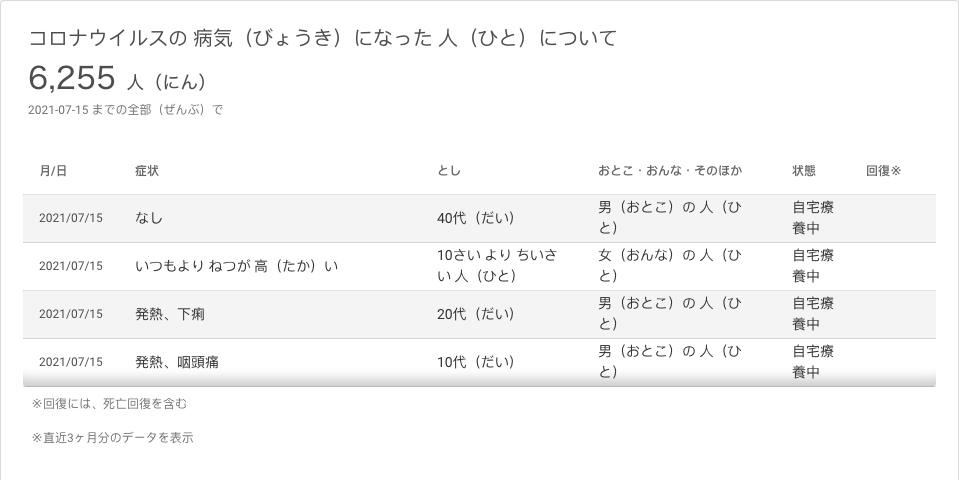 コロナウイルスの 病気（びょうき）になった 人（ひと）について
6,255 人（にん）
2021-07-15 までの全部（ぜんぶ）で
月/日 症状 とし おとこ・おんな・そのほか 状態 回復※
2021/07/15 なし 40代（だい） 男（おとこ）の 人（ひ
と） 自宅療
養中
2021/07/15 いつもより ねつが 高（たか）い 10さい より ちいさ
い 人（ひと） 女（おんな）の 人（ひ
と） 自宅療
養中
2021/07/15 発熱、下痢 20代（だい） 男（おとこ）の 人（ひ
と） 自宅療
養中
2021/07/15 発熱、咽頭痛 10代（だい） 男（おとこ）の 人（ひ
と） 自宅療
養中
※回復には、死亡回復を含む
※直近3ヶ月分のデータを表示